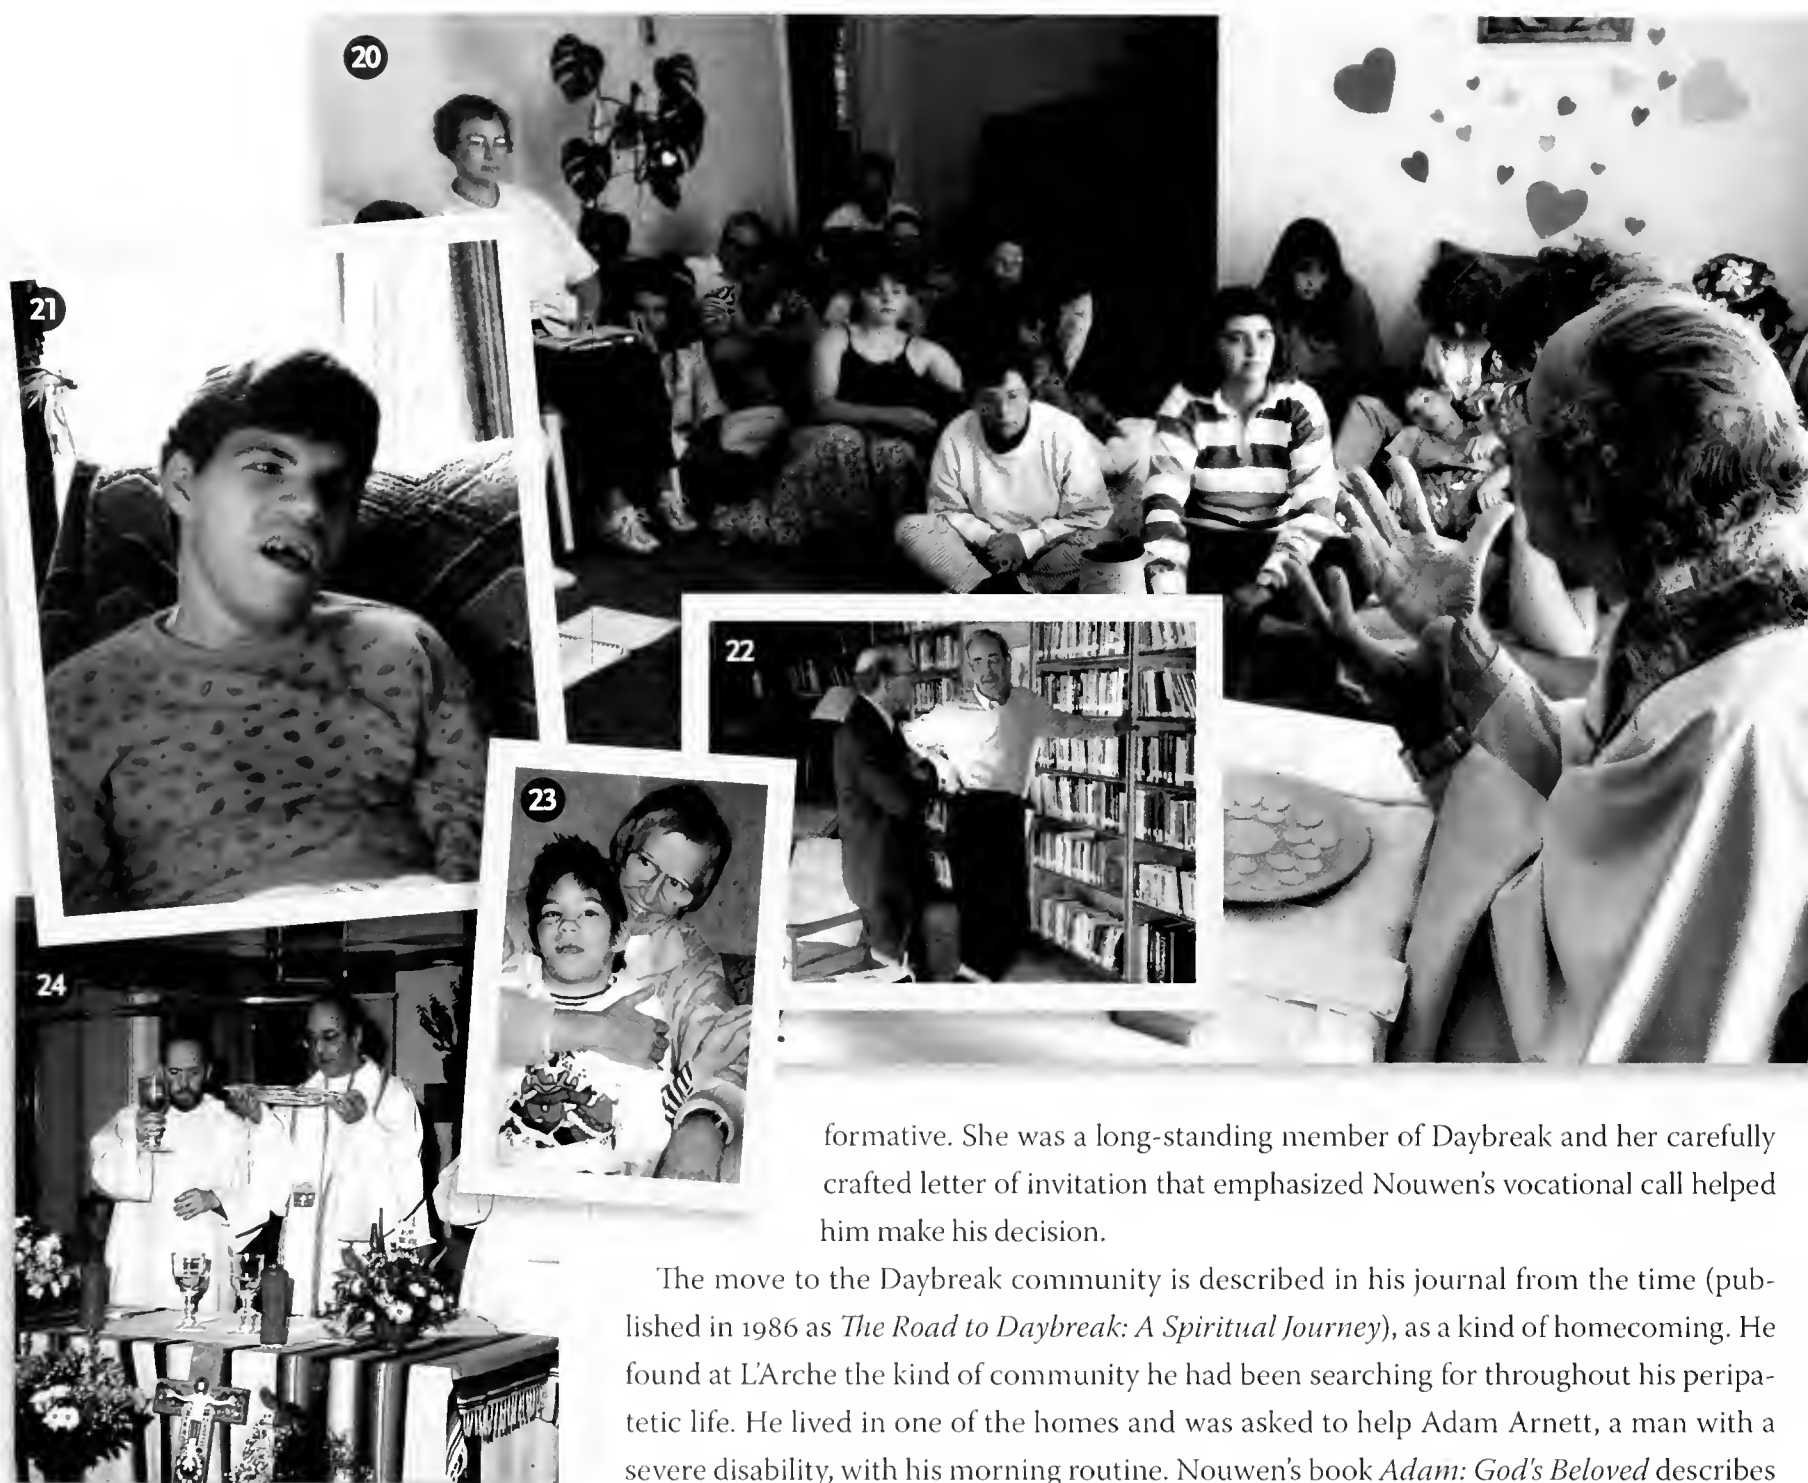 20
21
22
23
24
formative. She was a long-standing member of Daybreak and her carefully
crafted letter of invitation that emphasized Nouwen's vocational call helped
him make his decision.
The move to the Daybreak community is described in his journal from the time (pub-
lished in 1986 as The Road to Daybreak: A Spiritual Journey), as a kind of homecoming. He
found at L'Arche the kind of community he had been searching for throughout his peripa-
tetic life. He lived in one of the homes and was asked to help Adam Arnett, a man with a
severe disability, with his morning routine. Nouwen's book Adam: God's Beloved describes